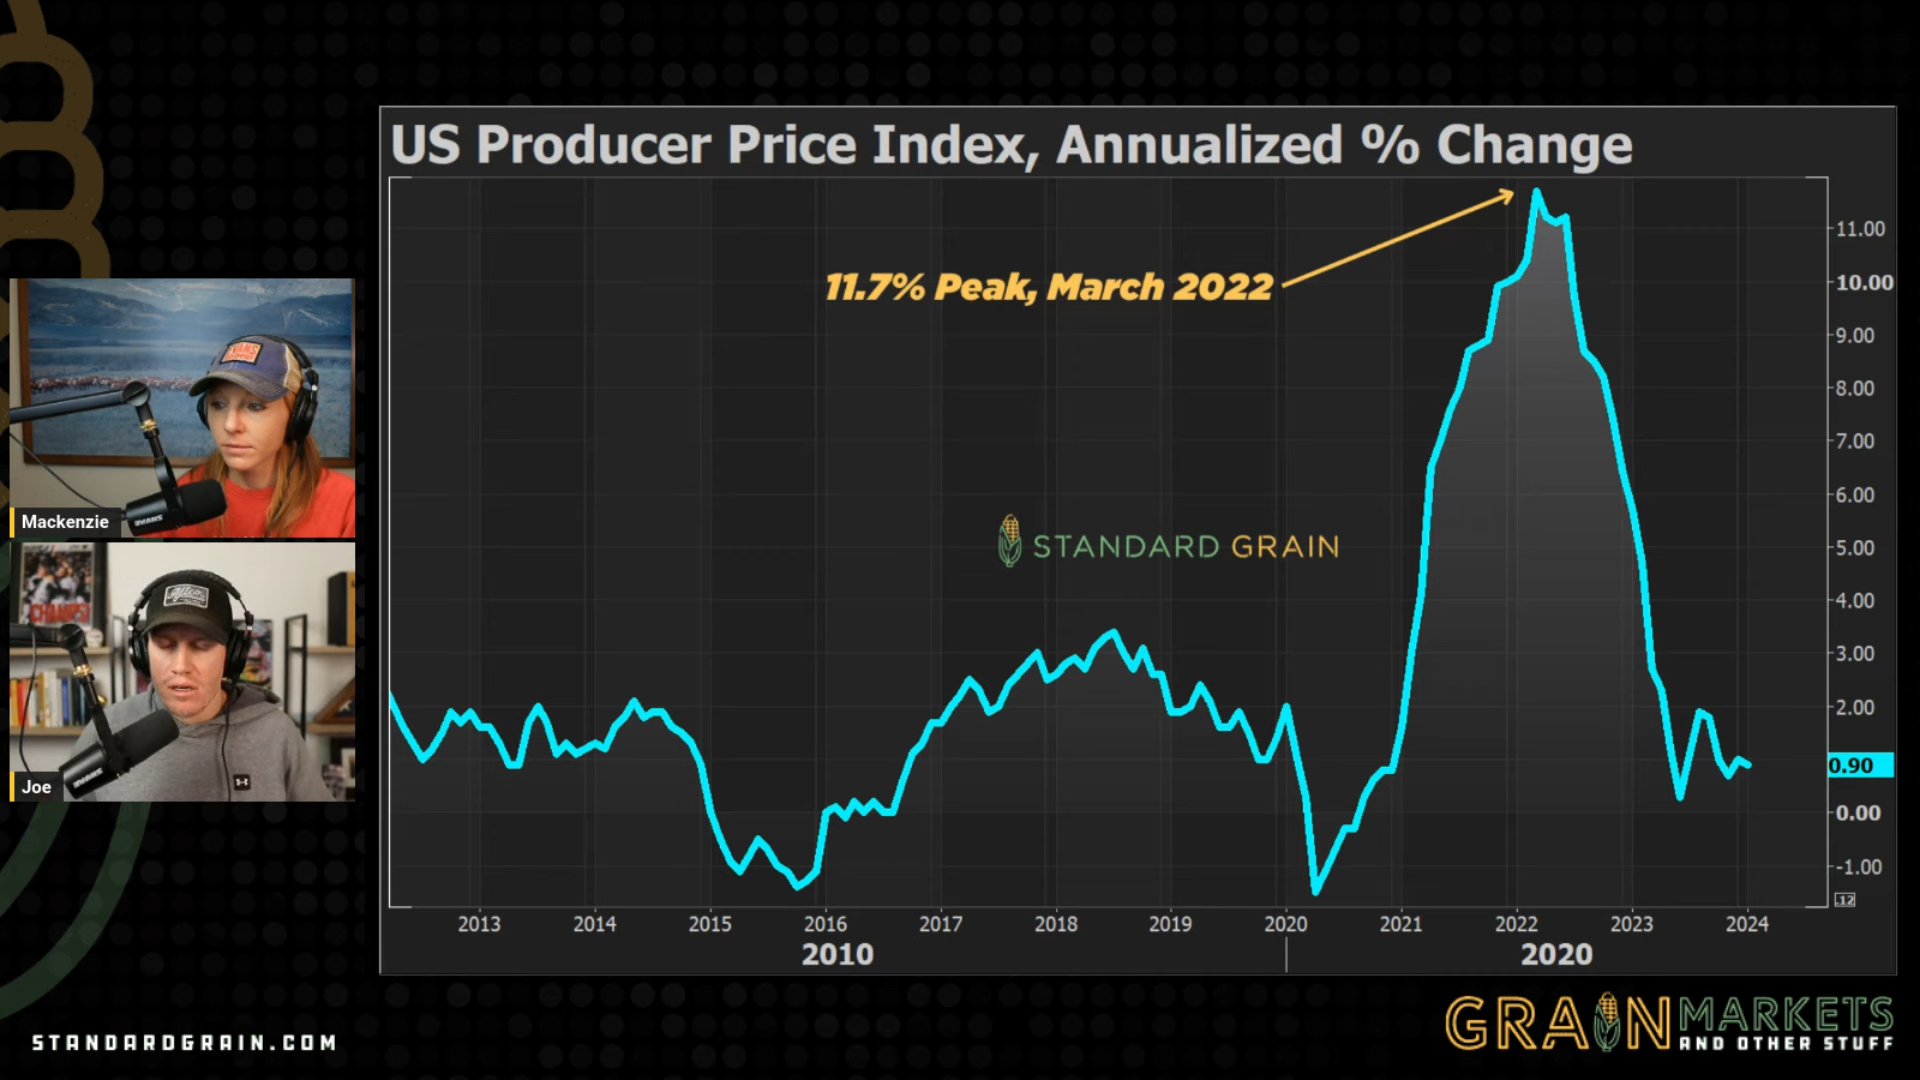 US Producer Price Index, Annualized % Change
11.7% Peak, March 2022
STANDARD GRAIN
11.00
10.00
9.00
8.00
7.00
6.00
5.00
4.00
3.00
2.00
0.90
0.00
-1.00
.12
2013 2014 2015 2016 2017 2018 2019 2020 2021 2022 2023 2024
2010 2020
Mackenzie
Joe
STANDARDGRAIN.COM
GRAIN MARKETS
AND OTHER STUFF